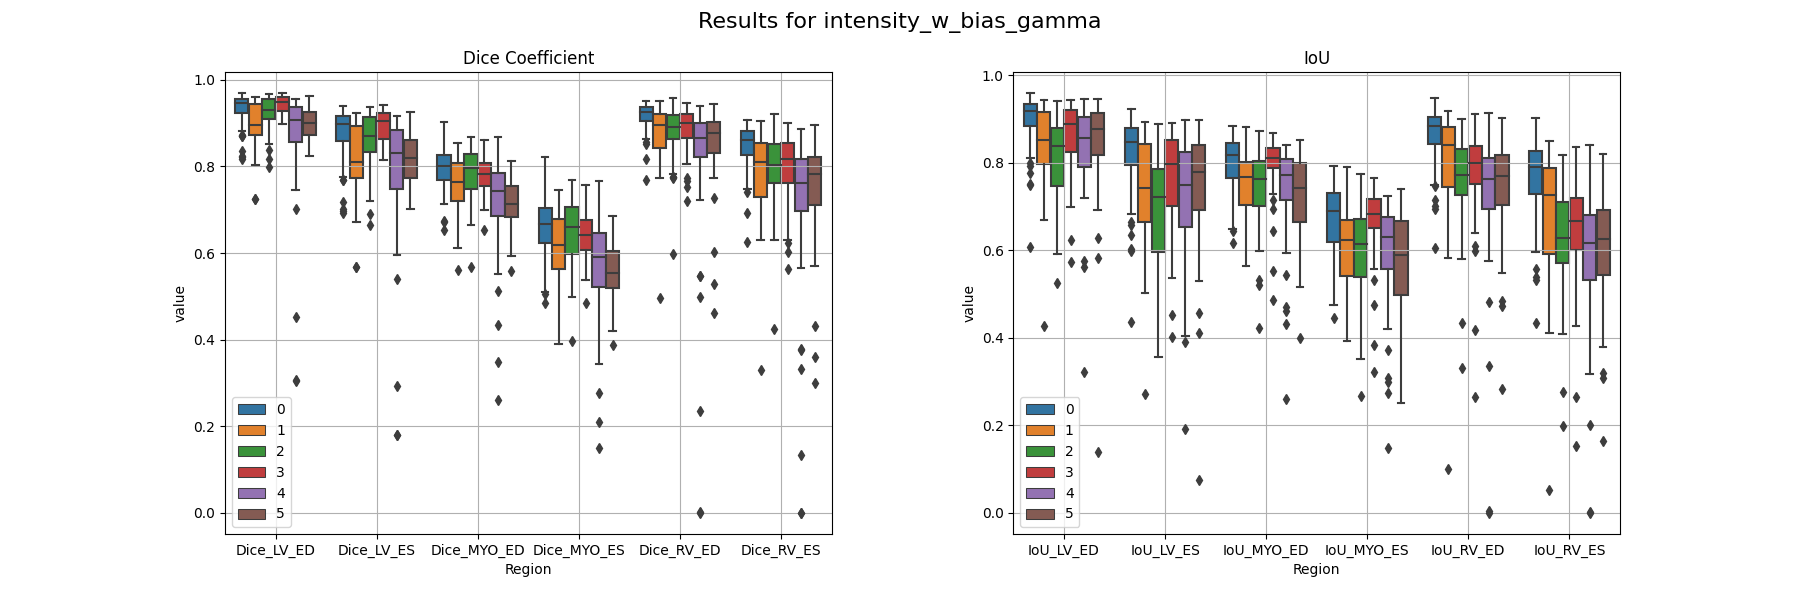 Results for intensity_w_bias_gamma
Dice Coefficient
1.0
0.8
0.6
0.4
0.2
0.0
value
0
1
2
3
4
5
Dice_LV_ED Dice_LV_ES Dice_MYO_ED Dice_MYO_ES Dice_RV_ED Dice_RV_ES
Region
IoU
1.0
0.8
0.6
0.4
0.2
0.0
value
0
1
2
3
4
5
IoU_LV_ED IoU_LV_ES IoU_MYO_ED IoU_MYO_ES IoU_RV_ED IoU_RV_ES
Region